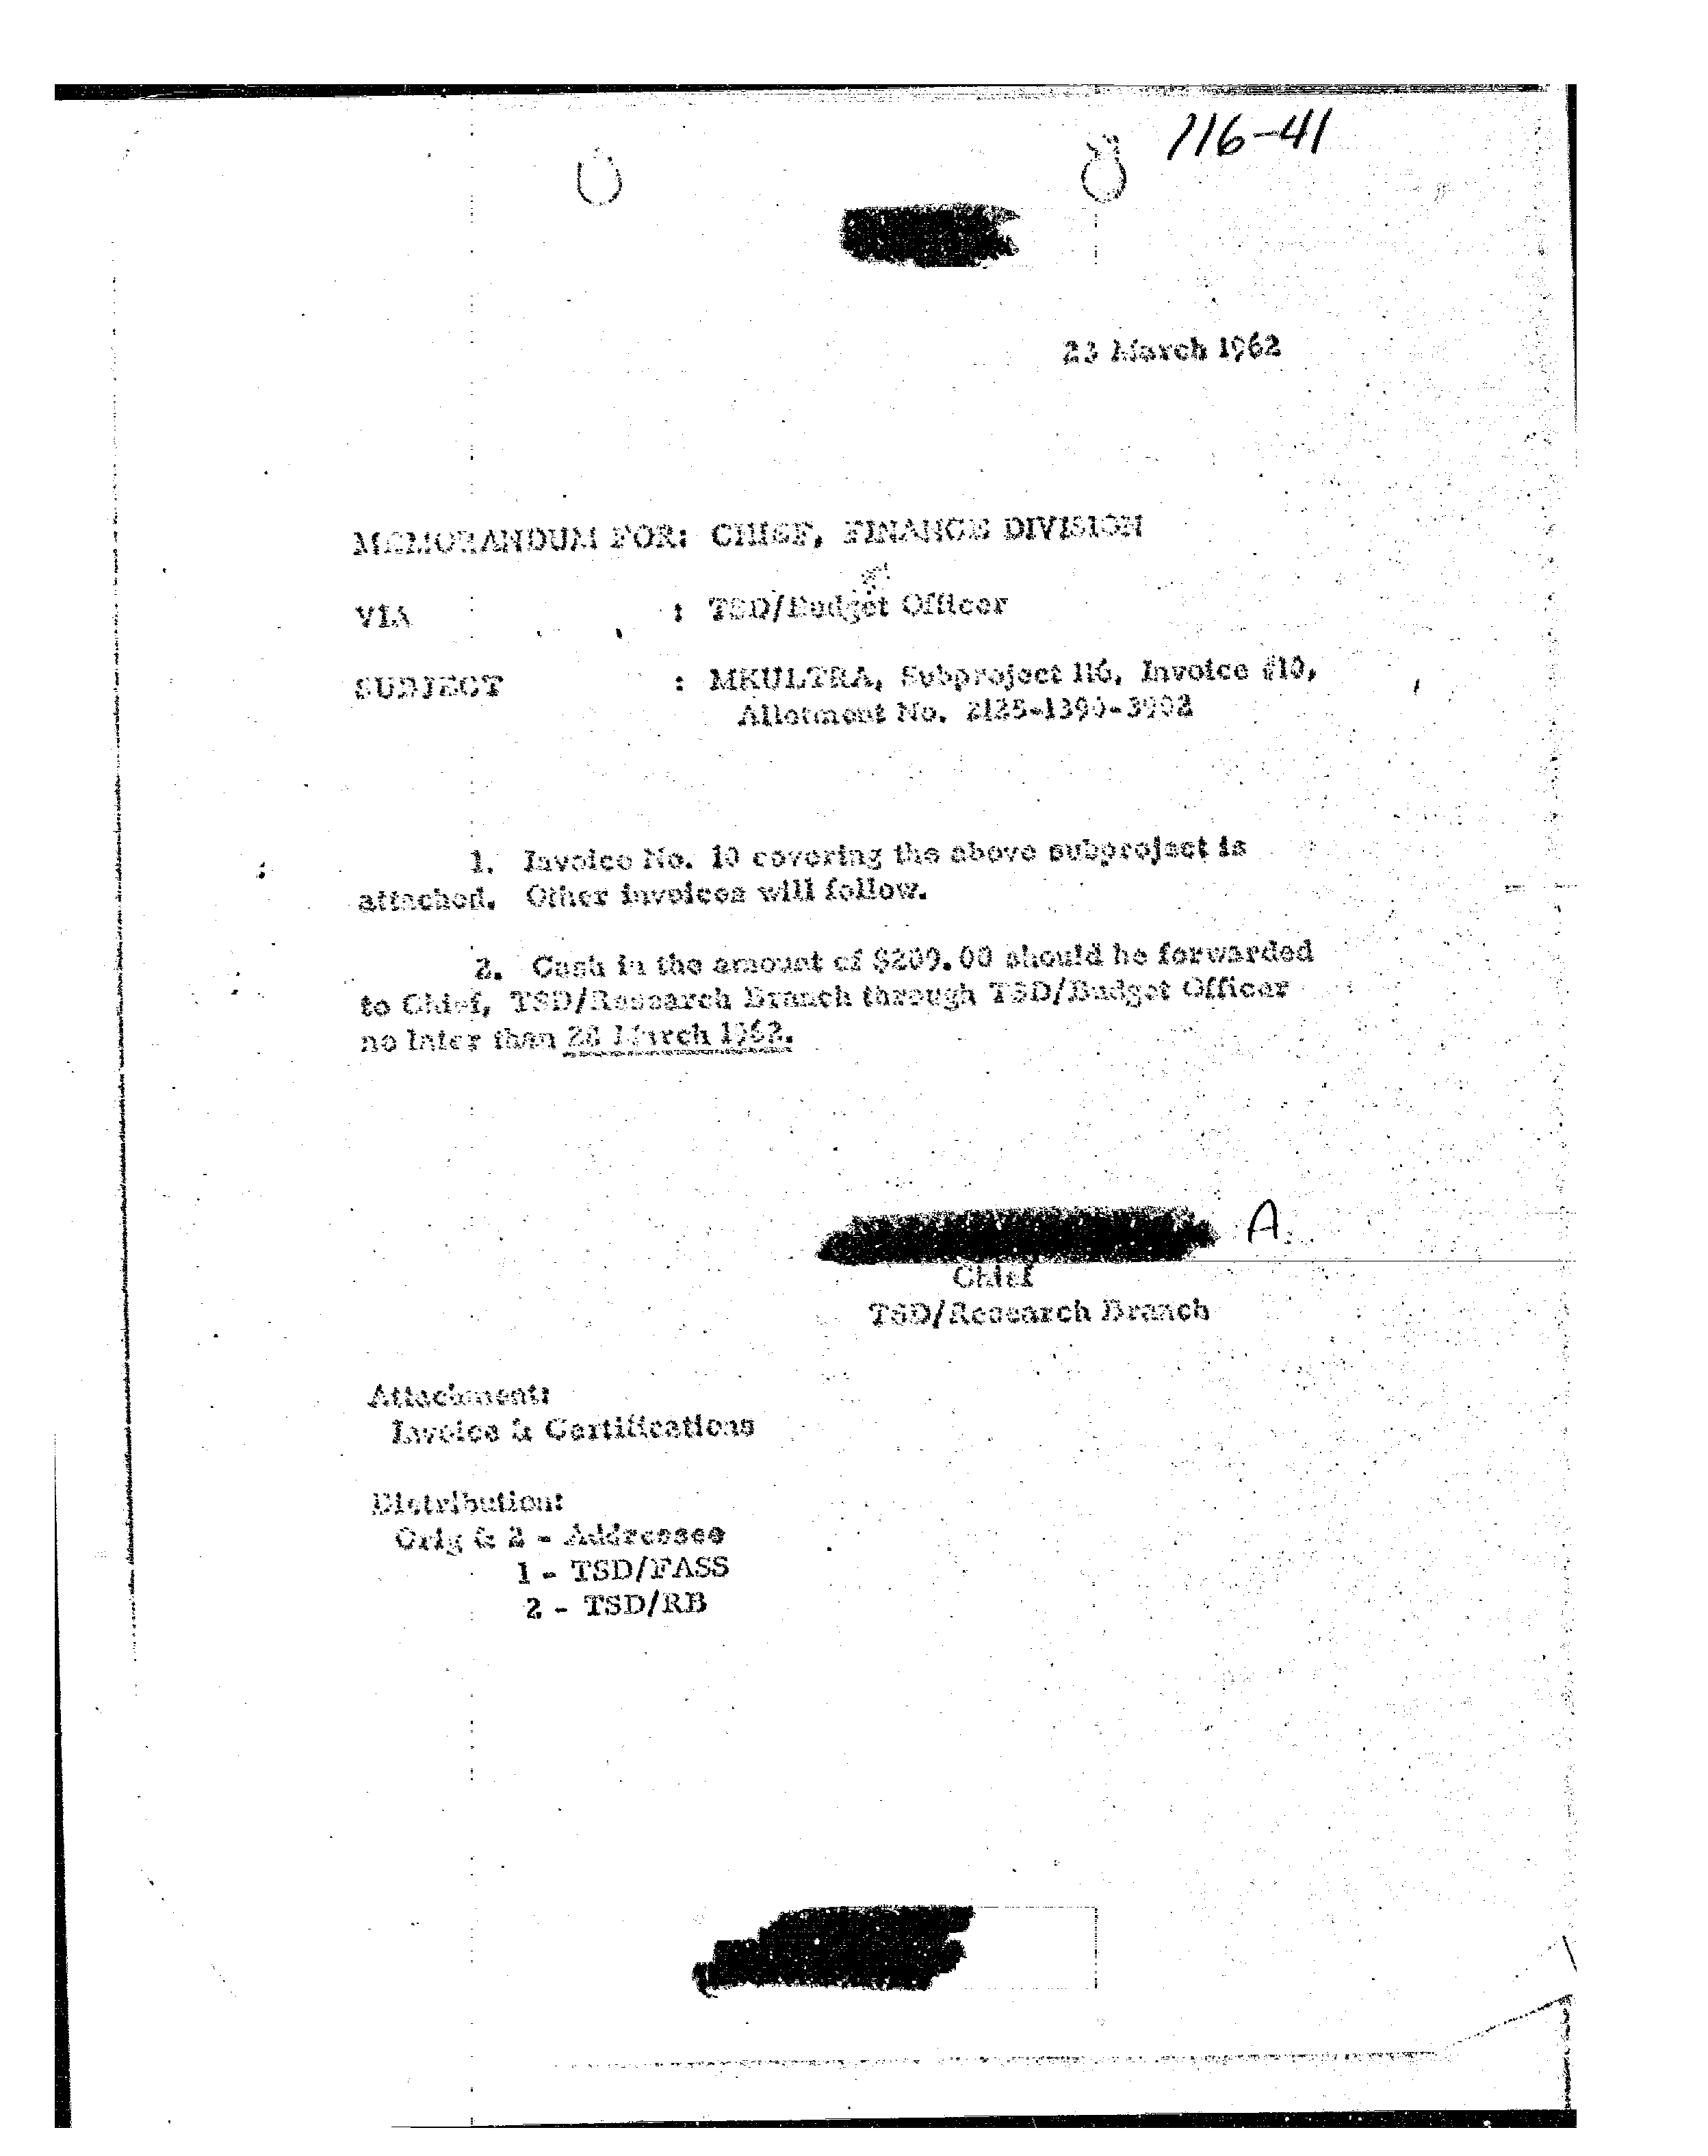 116-41
23 March 1962
MEMORANDUM FOR: CHIEF, FINANCE DIVISION
VIA : TSD/Budget Officer
SUBJECT : MKULTRA, Subproject 116, Invoice #10,
Allotment No. 2125-1390-3902
1. Invoice No. 10 covering the above subproject is
attached. Other invoices will follow.
2. Cash in the amount of $209.00 should be forwarded
to Chief, TSD/Research Branch through TSD/Budget Officer
no later than 28 March 1962.
A.
Chief
TSD/Research Branch
Attachment:
Invoice & Certifications
Distribution:
Orig & 2 - Addressee
1 - TSD/FASS
2 - TSD/RB